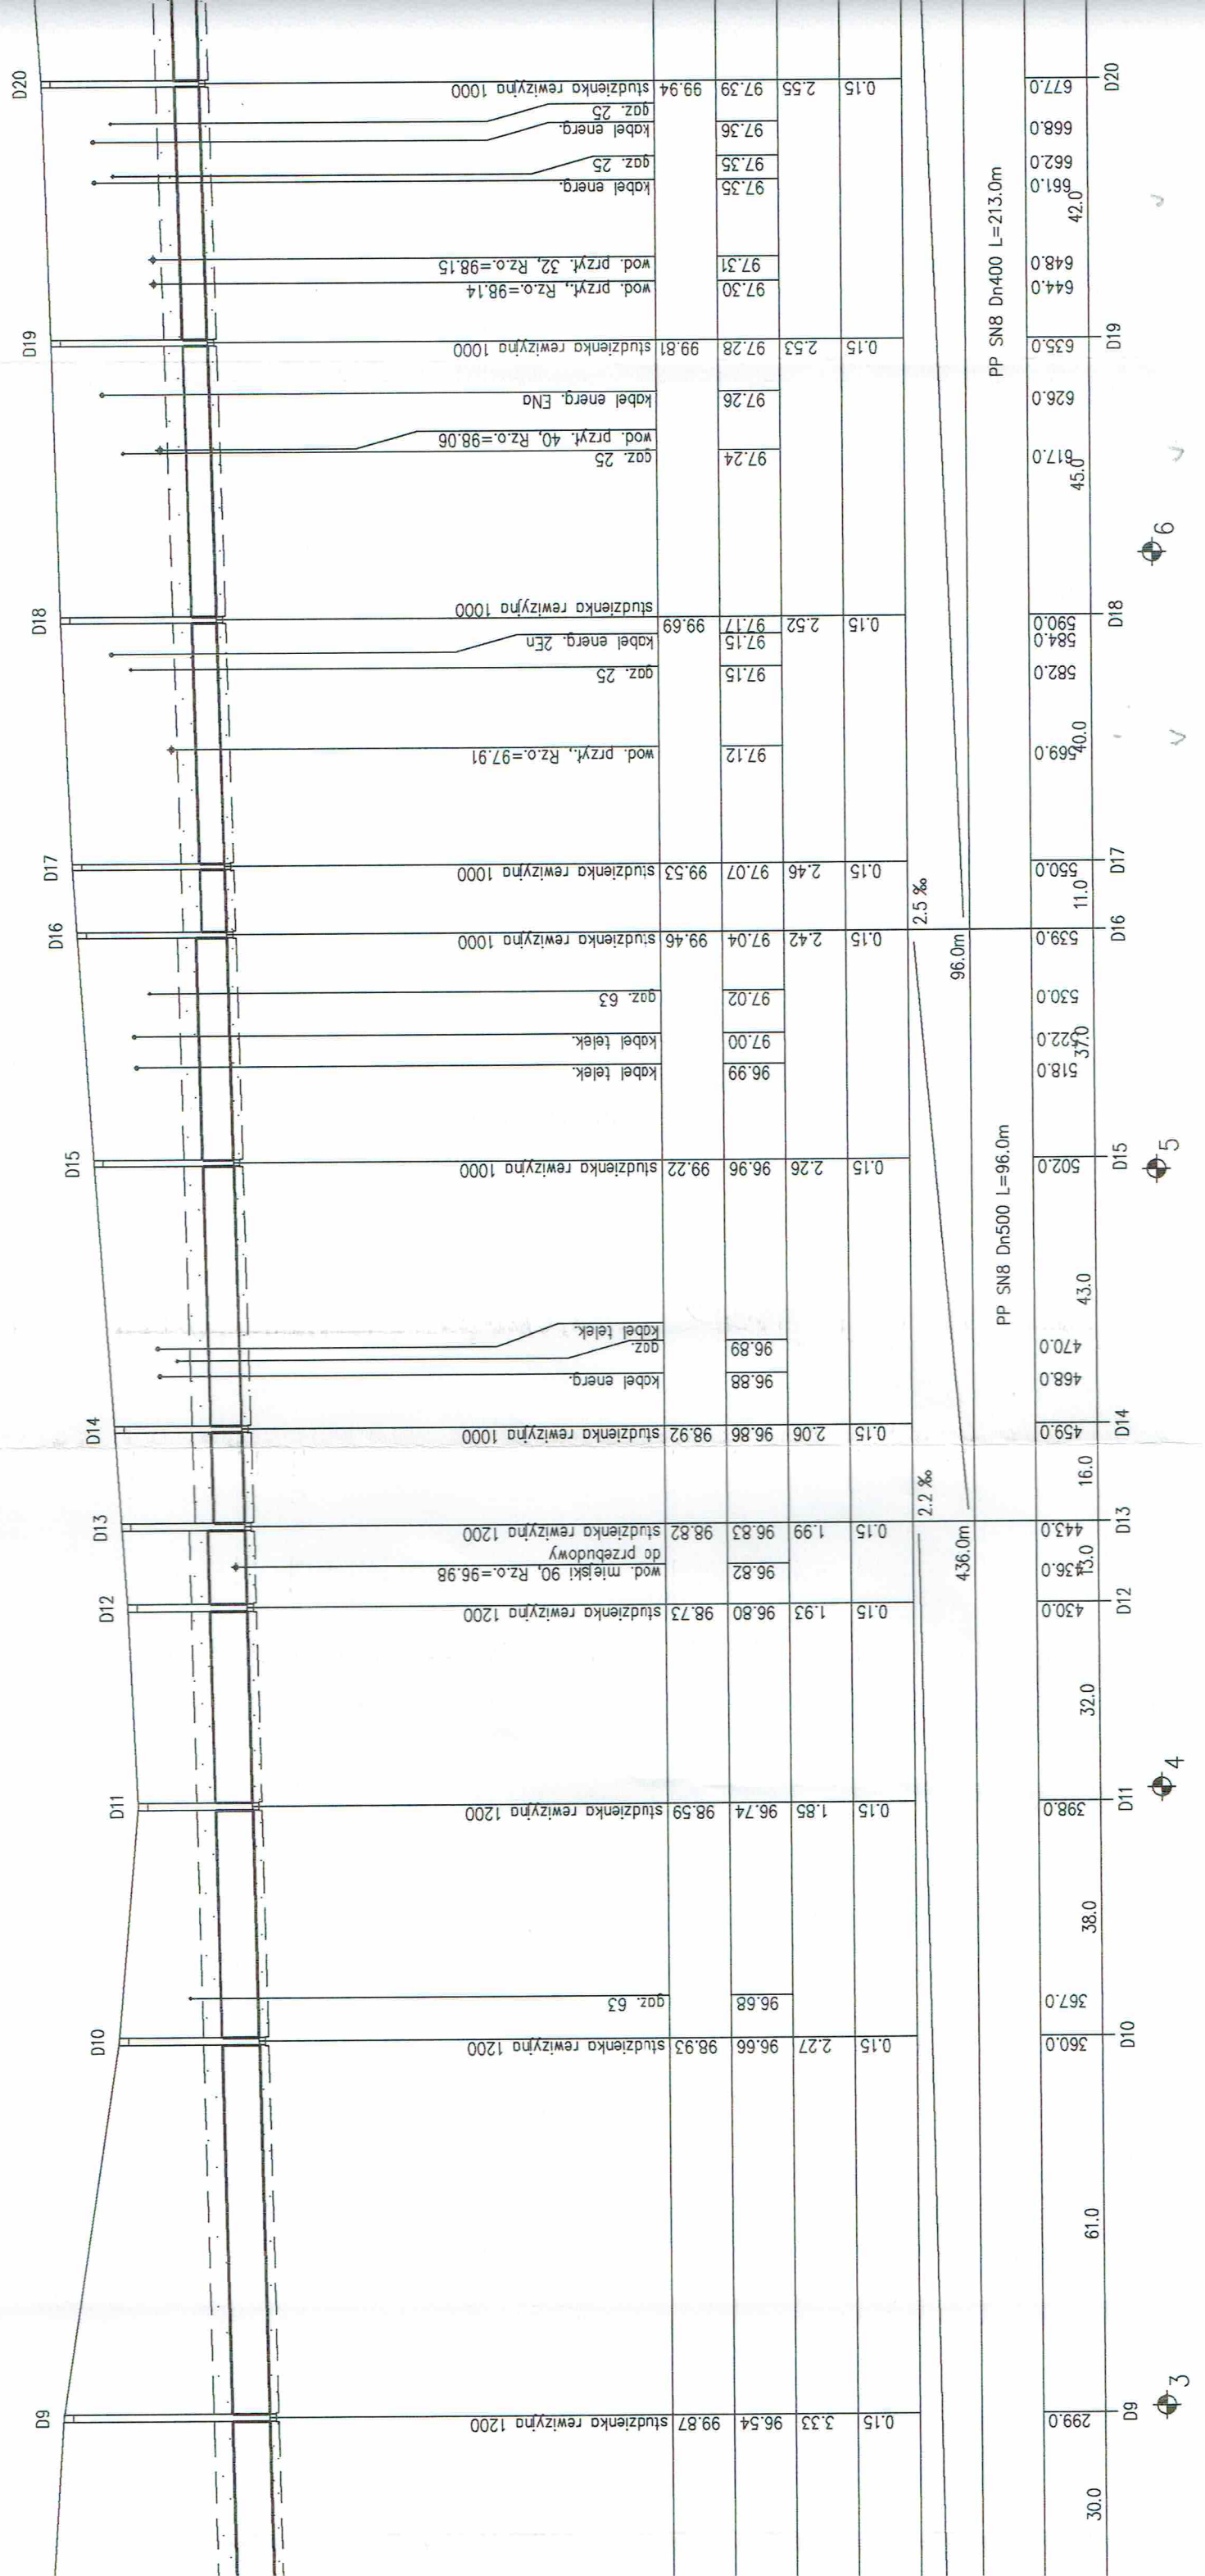 D9
D10
D11
D12
D13
D14
D15
D16
D17
D18
D19
D20
studzienka rewizyjna 1200
gaz. 63
studzienka rewizyjna 1200
studzienka rewizyjna 1200
studzienka rewizyjna 1200
wod. miejski 90, Rz.o.=96.98
do przebudowy
studzienka rewizyjna 1200
studzienka rewizyjna 1000
kabel energ.
gaz.
kabel telek.
studzienka rewizyjna 1000
kabel telek.
kabel telek.
gaz. 63
studzienka rewizyjna 1000
studzienka rewizyjna 1000
wod. przył., Rz.o.=97.91
gaz. 25
kabel energ. 2En
studzienka rewizyjna 1000
gaz. 25
wod. przył. 40, Rz.o.=98.06
kabel energ. ENa
studzienka rewizyjna 1000
wod. przył., Rz.o.=98.14
wod. przył. 32, Rz.o.=98.15
kabel energ.
gaz. 25
kabel energ.
gaz. 25
studzienka rewizyjna 1000
99.87
98.93
98.59
98.73
98.82
98.92
99.22
99.46
99.53
99.69
99.81
99.94
96.54
96.66
96.68
96.74
96.80
96.82
96.83
96.86
96.88
96.89
96.96
96.99
97.00
97.02
97.04
97.07
97.12
97.15
97.15
97.17
97.24
97.26
97.28
97.30
97.31
97.35
97.35
97.36
97.39
3.33
2.27
1.85
1.93
1.99
2.06
2.26
2.42
2.46
2.52
2.53
2.55
0.15
0.15
0.15
0.15
0.15
0.15
0.15
0.15
0.15
0.15
0.15
0.15
436.0m
2.2 ‰
96.0m
2.5 ‰
PP SN8 Dn500 L=96.0m
PP SN8 Dn400 L=213.0m
299.0
360.0
367.0
398.0
430.0
436.0
443.0
459.0
468.0
470.0
502.0
518.0
522.0
530.0
539.0
550.0
569.0
582.0
584.0
590.0
617.0
626.0
635.0
644.0
648.0
661.0
662.0
668.0
677.0
30.0
61.0
38.0
32.0
13.0
16.0
43.0
37.0
11.0
40.0
45.0
42.0
D9
D10
D11
D12
D13
D14
D15
D16
D17
D18
D19
D20
3
4
5
6